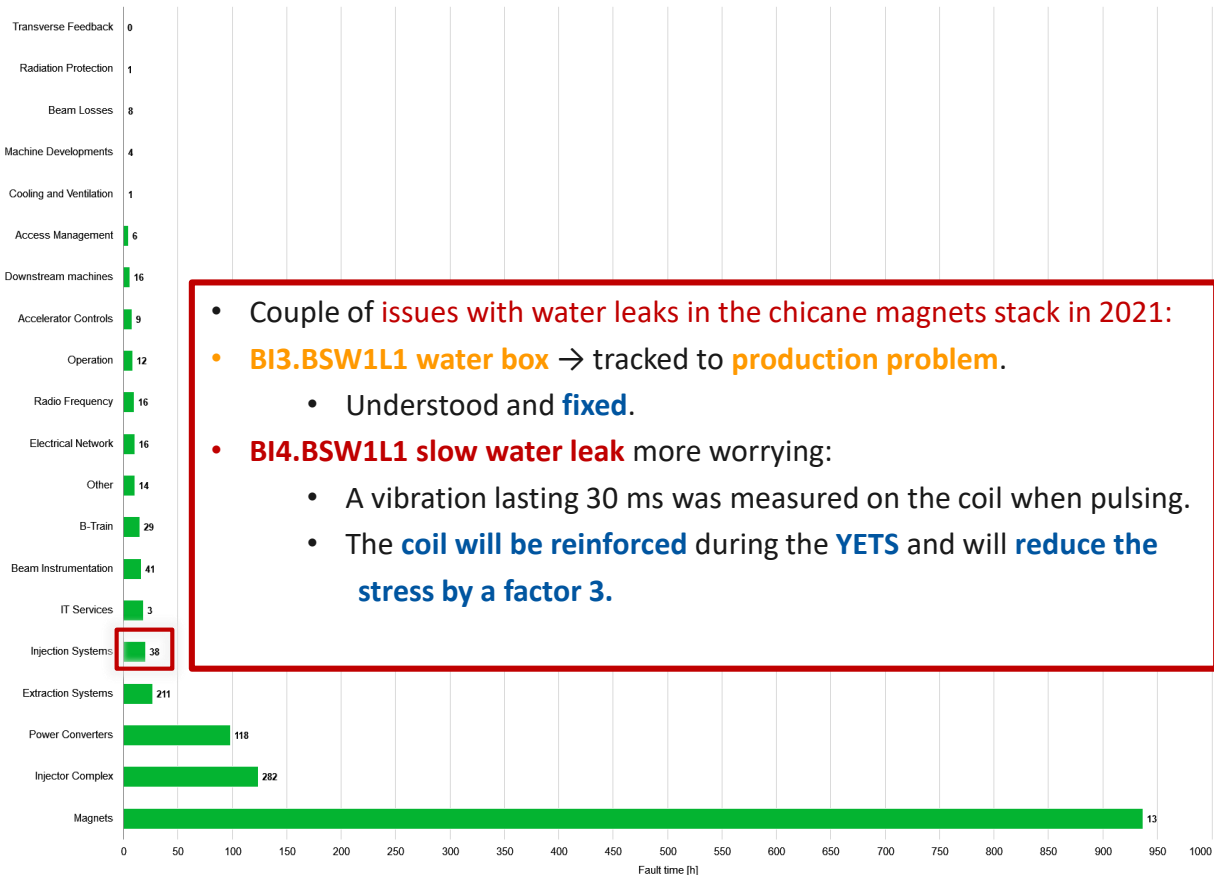 Transverse Feedback 0
Radiation Protection 1
Beam Losses 8
Machine Developments 4
Cooling and Ventilation 1
Access Management 6
Downstream machines 16
Accelerator Controls 9
Operation 12
Radio Frequency 16
Electrical Network 16
Other 14
B-Train 29
Beam Instrumentation 41
IT Services 3
Injection Systems 38
Extraction Systems 211
Power Converters 118
Injector Complex 282
Magnets 13
• Couple of issues with water leaks in the chicane magnets stack in 2021:
• BI3.BSW1L1 water box → tracked to production problem.
• Understood and fixed.
• BI4.BSW1L1 slow water leak more worrying:
• A vibration lasting 30 ms was measured on the coil when pulsing.
• The coil will be reinforced during the YETS and will reduce the
stress by a factor 3.
0 50 100 150 200 250 300 350 400 450 500 550 600 650 700 750 800 850 900 950 1000
Fault time [h]